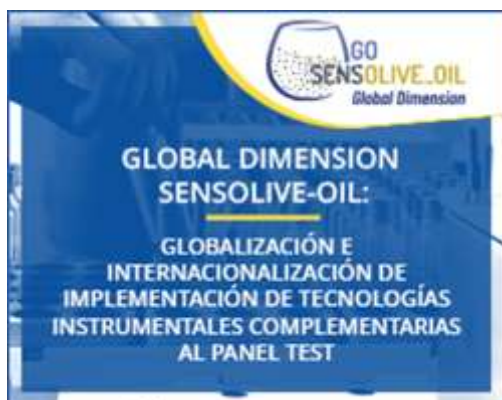 GO
SENSOLIVE_OIL
Global Dimension
GLOBAL DIMENSION
SENSOLIVE-OIL:
GLOBALIZACIÓN E
INTERNACIONALIZACIÓN DE
IMPLEMENTACIÓN DE TECNOLOGÍAS
INSTRUMENTALES COMPLEMENTARIAS
AL PANEL TEST